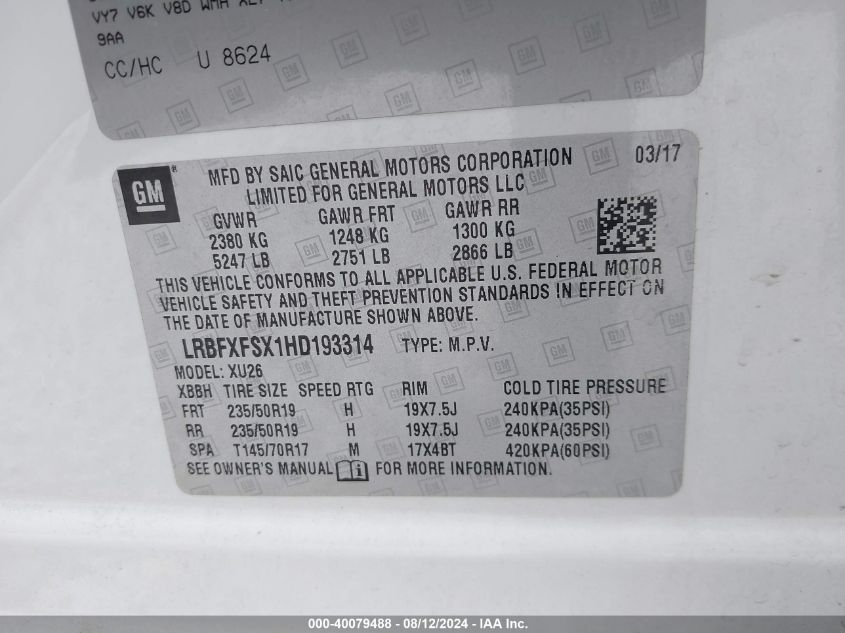 VY7 V6K V8D WMH
9AA
CC/HC U 8624
GM
MFD BY SAIC GENERAL MOTORS CORPORATION 03/17
LIMITED FOR GENERAL MOTORS LLC
GVWR GAWR FRT GAWR RR
2380 KG 1248 KG 1300 KG
5247 LB 2751 LB 2866 LB
THIS VEHICLE CONFORMS TO ALL APPLICABLE U.S. FEDERAL MOTOR
VEHICLE SAFETY AND THEFT PREVENTION STANDARDS IN EFFECT ON
THE DATE OF MANUFACTURE SHOWN ABOVE.
LRBFXFSX1HD193314 TYPE: M.P.V.
MODEL: XU26
XBBH TIRE SIZE SPEED RTG RIM COLD TIRE PRESSURE
FRT 235/50R19 H 19X7.5J 240KPA(35PSI)
RR 235/50R19 H 19X7.5J 240KPA(35PSI)
SPA T145/70R17 M 17X4BT 420KPA(60PSI)
SEE OWNER'S MANUAL FOR MORE INFORMATION.
000-40079488 - 08/12/2024 - IAA Inc.